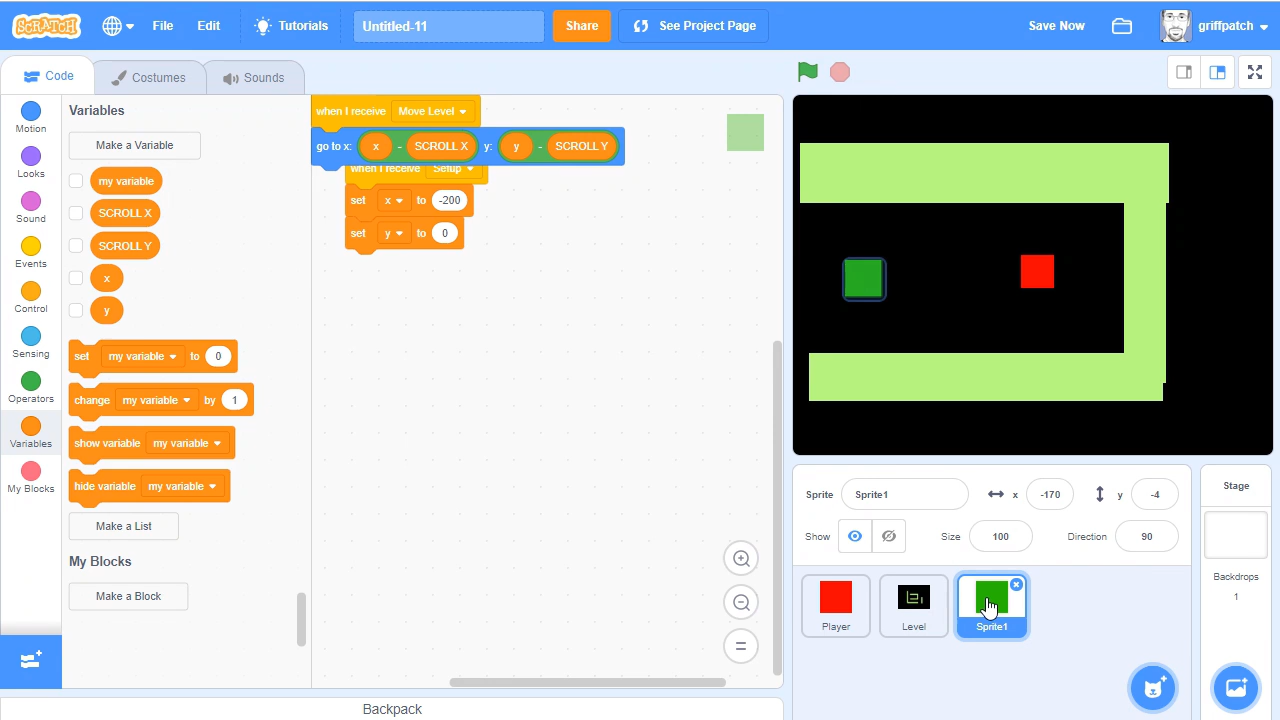 SCRATCH File Edit Tutorials Untitled-11 Share See Project Page Save Now griffpatch
Code Costumes Sounds
Motion
Looks
Sound
Events
Control
Sensing
Operators
Variables
My Blocks
Variables
Make a Variable
my variable
SCROLL X
SCROLL Y
x
y
set my variable to 0
change my variable by 1
show variable my variable
hide variable my variable
Make a List
My Blocks
Make a Block
when I receive Move Level
go to x: x - SCROLL X y: y - SCROLL Y
when I receive Setup
set x to -200
set y to 0
Backpack
Sprite Sprite1 x -170 y -4
Show Size 100 Direction 90
Player Level Sprite1
Stage
Backdrops
1